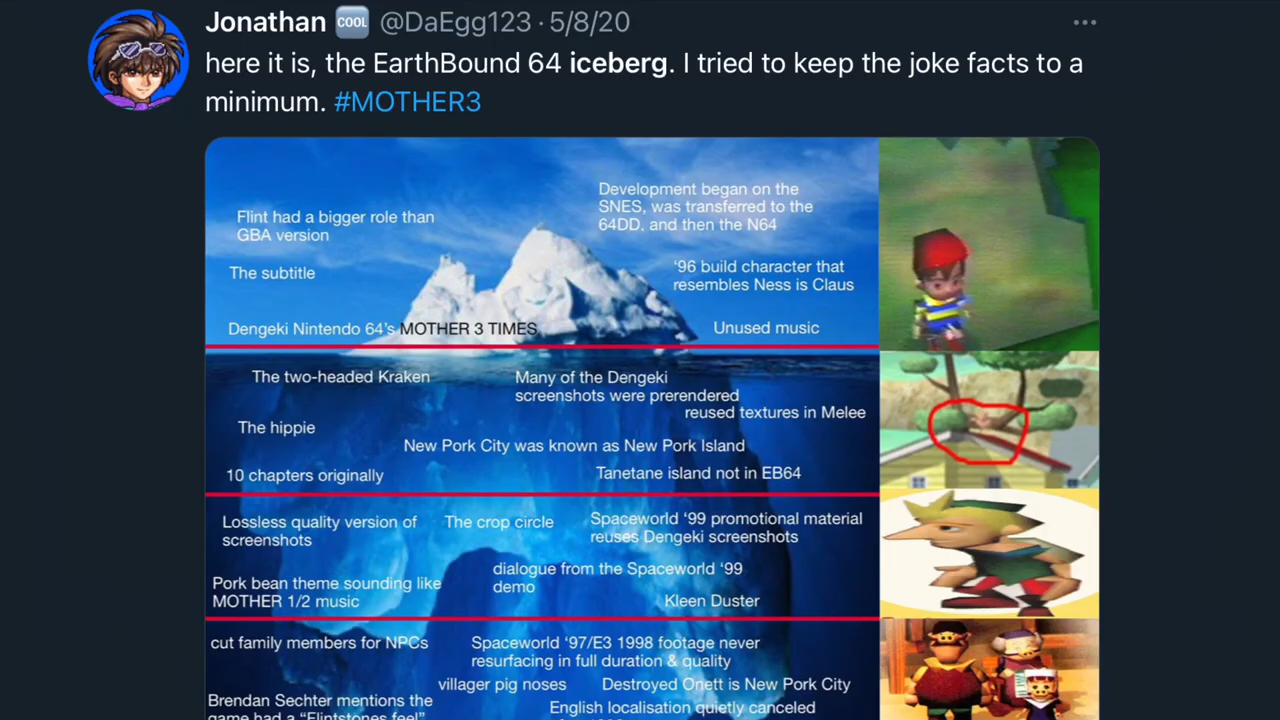 Jonathan 🆒 @DaEgg123 · 5/8/20
here it is, the EarthBound 64 iceberg. I tried to keep the joke facts to a
minimum. #MOTHER3
Development began on the
SNES, was transferred to the
64DD, and then the N64
Flint had a bigger role than
GBA version
The subtitle
‘96 build character that
resembles Ness is Claus
Dengeki Nintendo 64’s MOTHER 3 TIMES
Unused music
The two-headed Kraken
Many of the Dengeki
screenshots were prerendered
reused textures in Melee
The hippie
New Pork City was known as New Pork Island
10 chapters originally
Tanetane island not in EB64
Lossless quality version of
screenshots
The crop circle
Spaceworld ‘99 promotional material
reuses Dengeki screenshots
dialogue from the Spaceworld ‘99
demo
Pork bean theme sounding like
MOTHER 1/2 music
Kleen Duster
cut family members for NPCs
Spaceworld ‘97/E3 1998 footage never
resurfacing in full duration & quality
villager pig noses
Destroyed Onett is New Pork City
Brendan Sechter mentions the
game had a “Flintstones feel”
English localisation quietly canceled